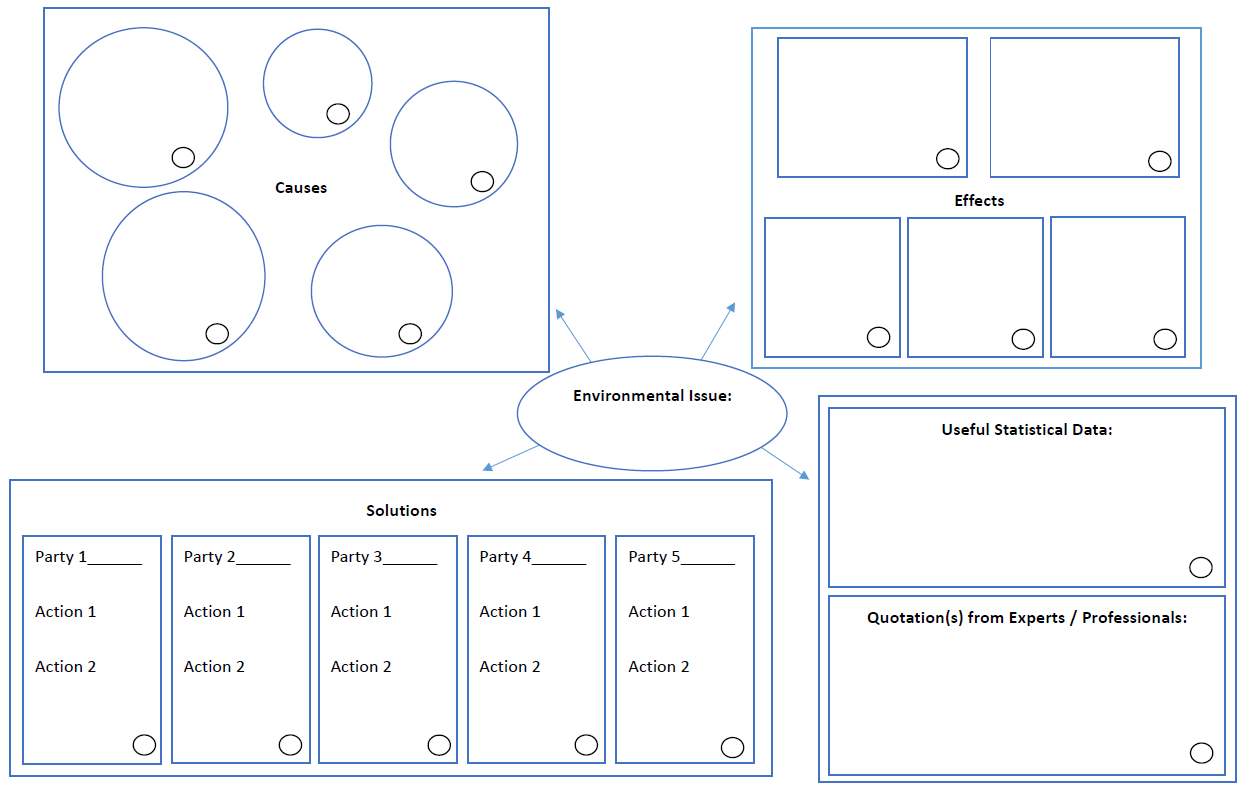 Causes
Effects
Environmental Issue:
Solutions
Party 1______
Action 1
Action 2
Party 2______
Action 1
Action 2
Party 3______
Action 1
Action 2
Party 4______
Action 1
Action 2
Party 5______
Action 1
Action 2
Useful Statistical Data:
Quotation(s) from Experts / Professionals: